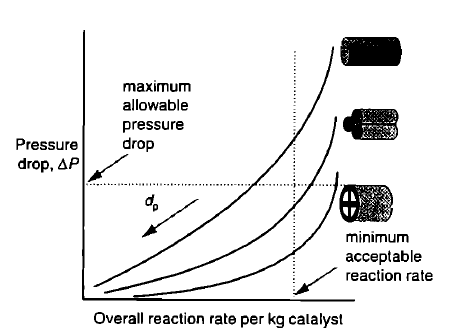 maximum
allowable
pressure
drop
Pressure
drop, ΔP
dp
minimum
acceptable
reaction rate
Overall reaction rate per kg catalyst